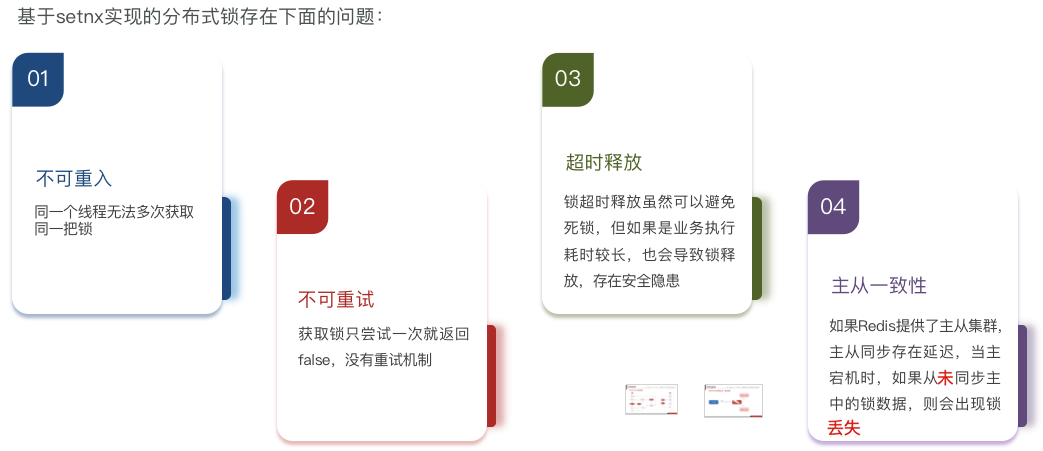 基于setnx实现的分布式锁存在下面的问题：
01
不可重入
同一个线程无法多次获取
同一把锁
02
不可重试
获取锁只尝试一次就返回
false，没有重试机制
03
超时释放
锁超时释放虽然可以避免
死锁，但如果是业务执行
耗时较长，也会导致锁释
放，存在安全隐患
04
主从一致性
如果Redis提供了主从集群，
主从同步存在延迟，当主
宕机时，如果从未同步主
中的锁数据，则会出现锁
丢失